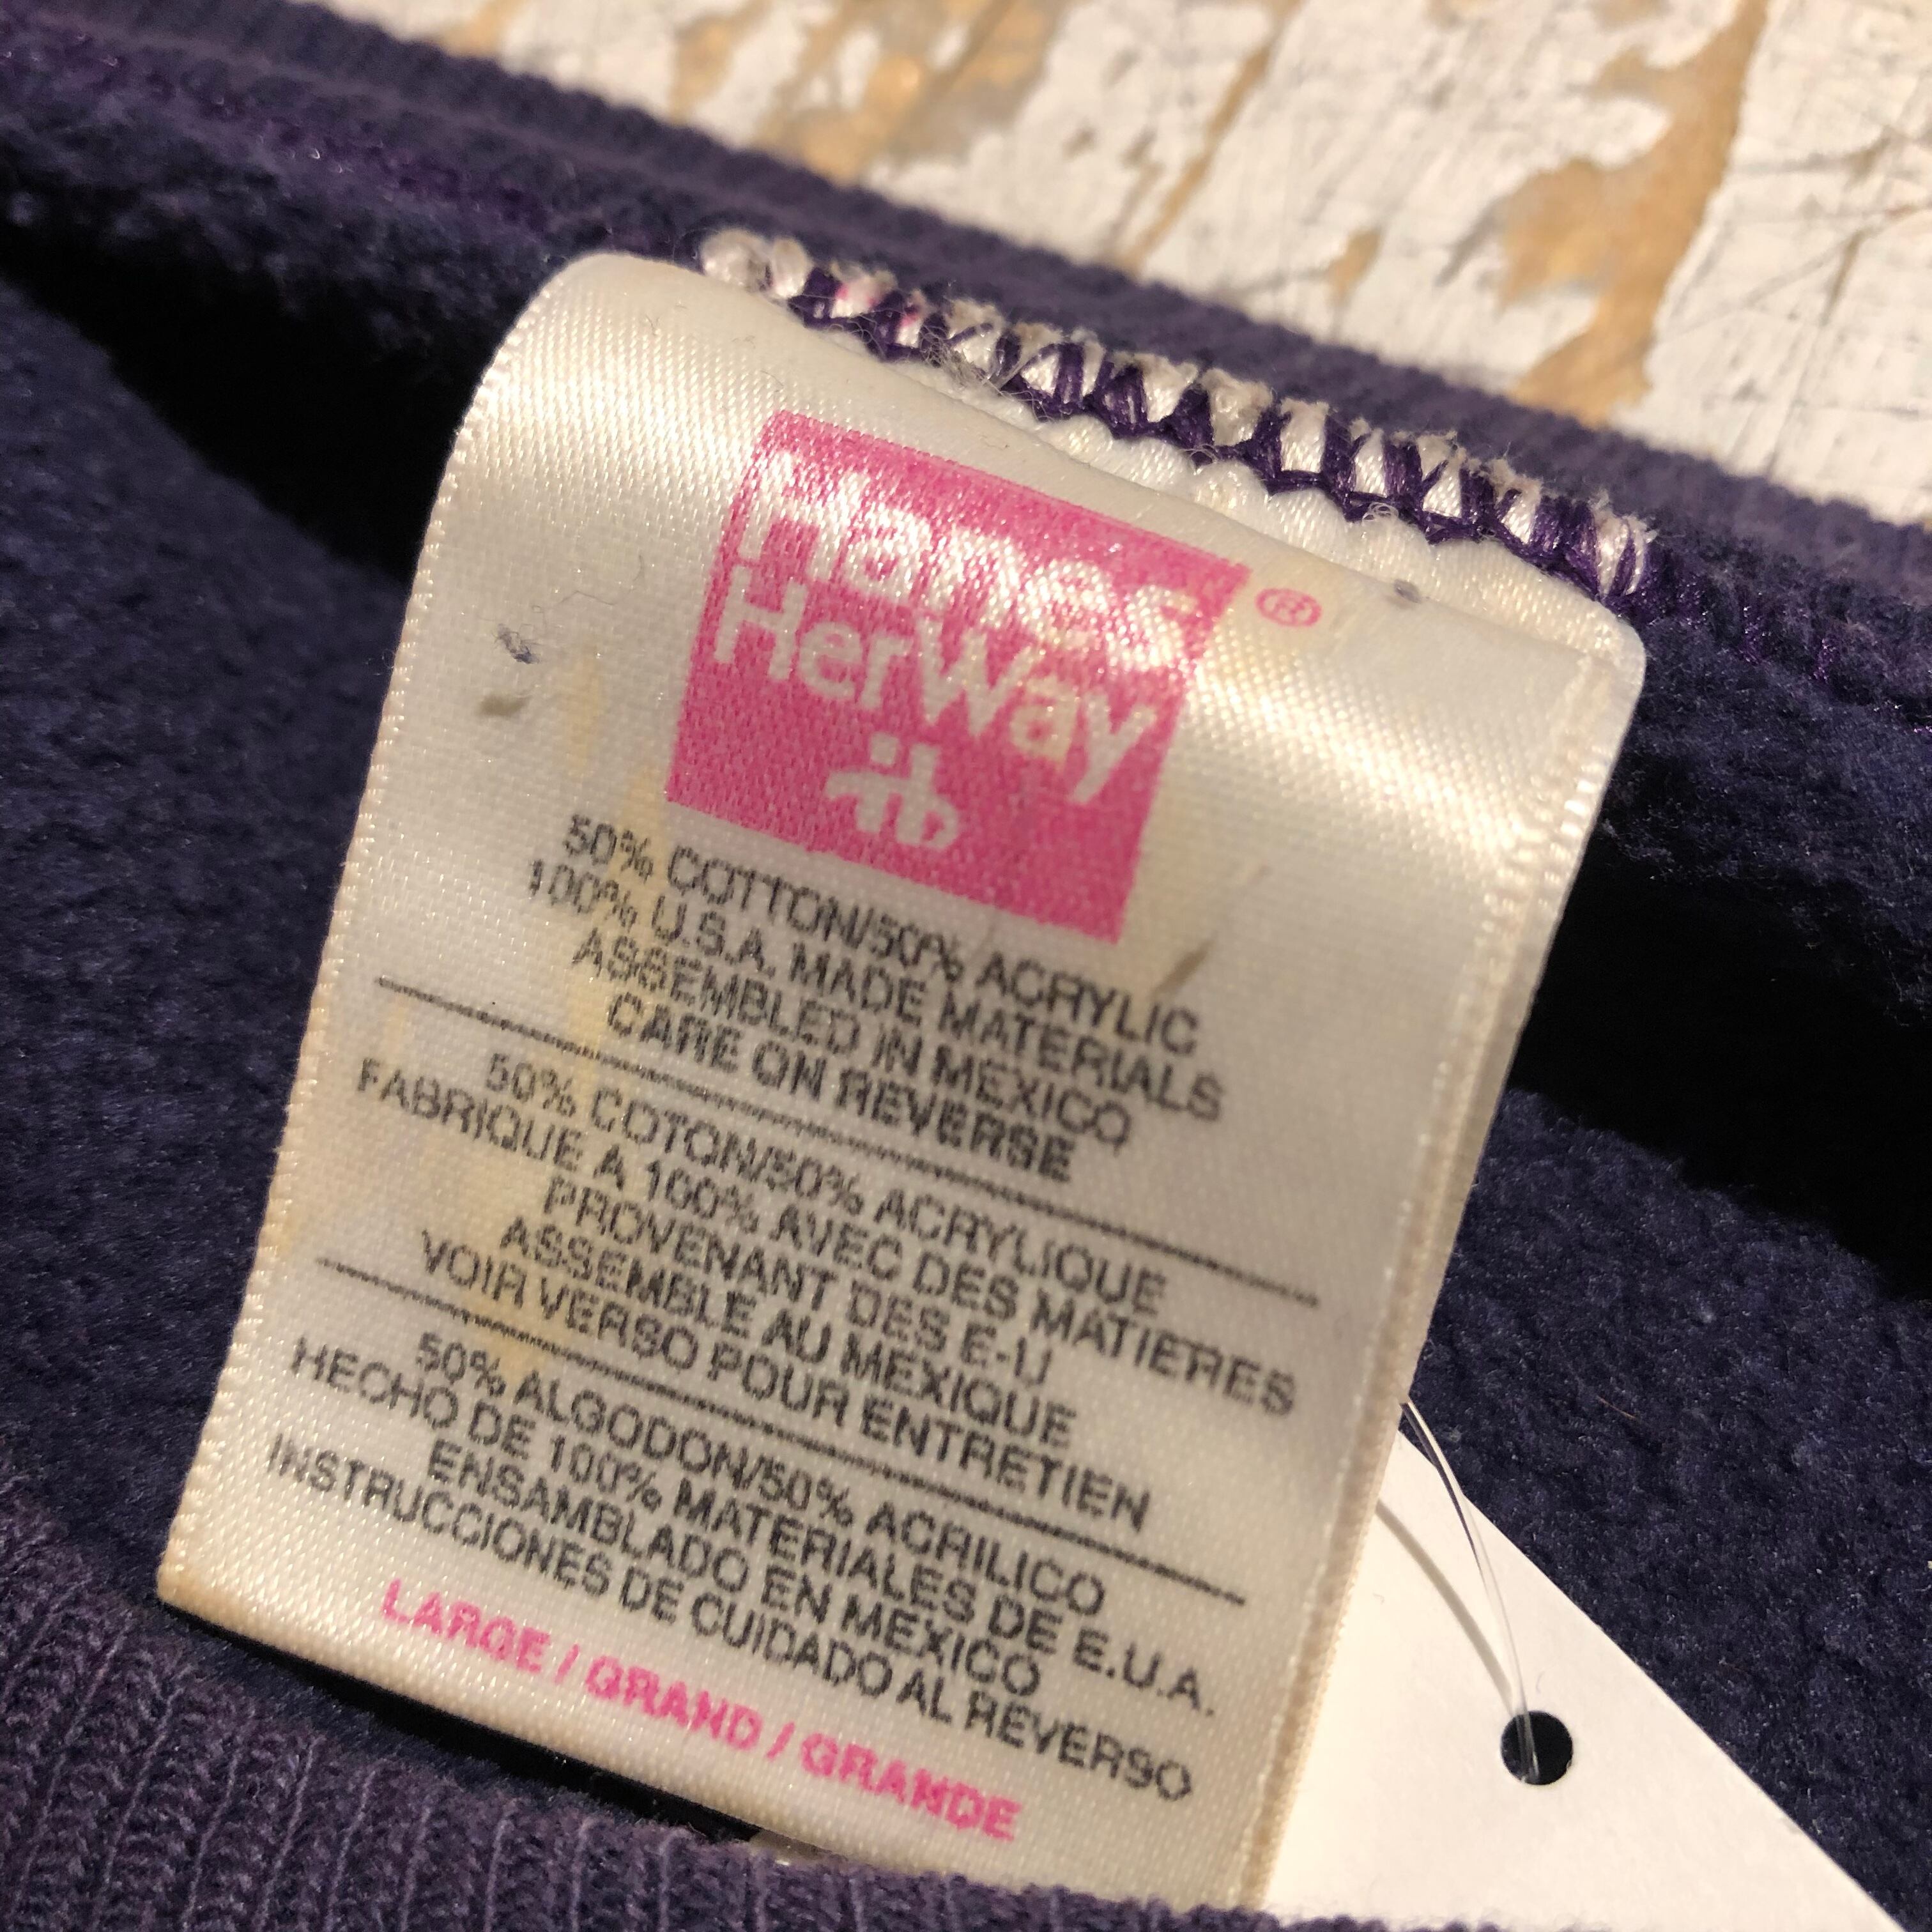 Hanes
HerWay
®
50% COTTON/50% ACRYLIC
100% U.S.A. MADE MATERIALS
ASSEMBLED IN MEXICO
CARE ON REVERSE
50% COTON/50% ACRYLIQUE
FABRIQUE A 100% AVEC DES MATIERES
PROVENANT DES E-U
ASSEMBLE AU MEXIQUE
VOIR VERSO POUR ENTRETIEN
50% ALGODON/50% ACRILICO
HECHO DE 100% MATERIALES DE E.U.A.
ENSAMBLADO EN MEXICO
INSTRUCCIONES DE CUIDADO AL REVERSO
LARGE / GRAND / GRANDE